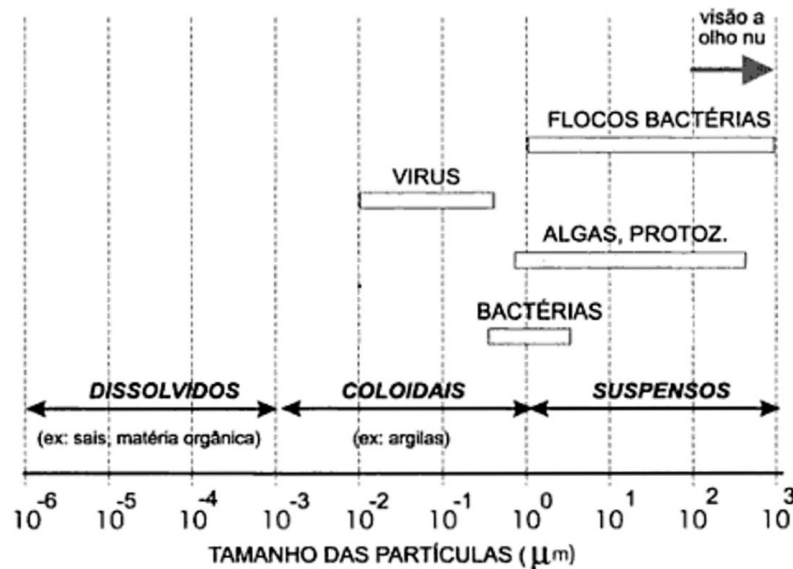 visão a
olho nu
FLOCOS BACTÉRIAS
VIRUS
ALGAS, PROTOZ.
BACTÉRIAS
DISSOLVIDOS COLOIDAIS SUSPENSOS
(ex: sais, matéria orgânica) (ex: argilas)
10⁻⁶ 10⁻⁵ 10⁻⁴ 10⁻³ 10⁻² 10⁻¹ 10⁰ 10¹ 10² 10³
TAMANHO DAS PARTÍCULAS (μm)